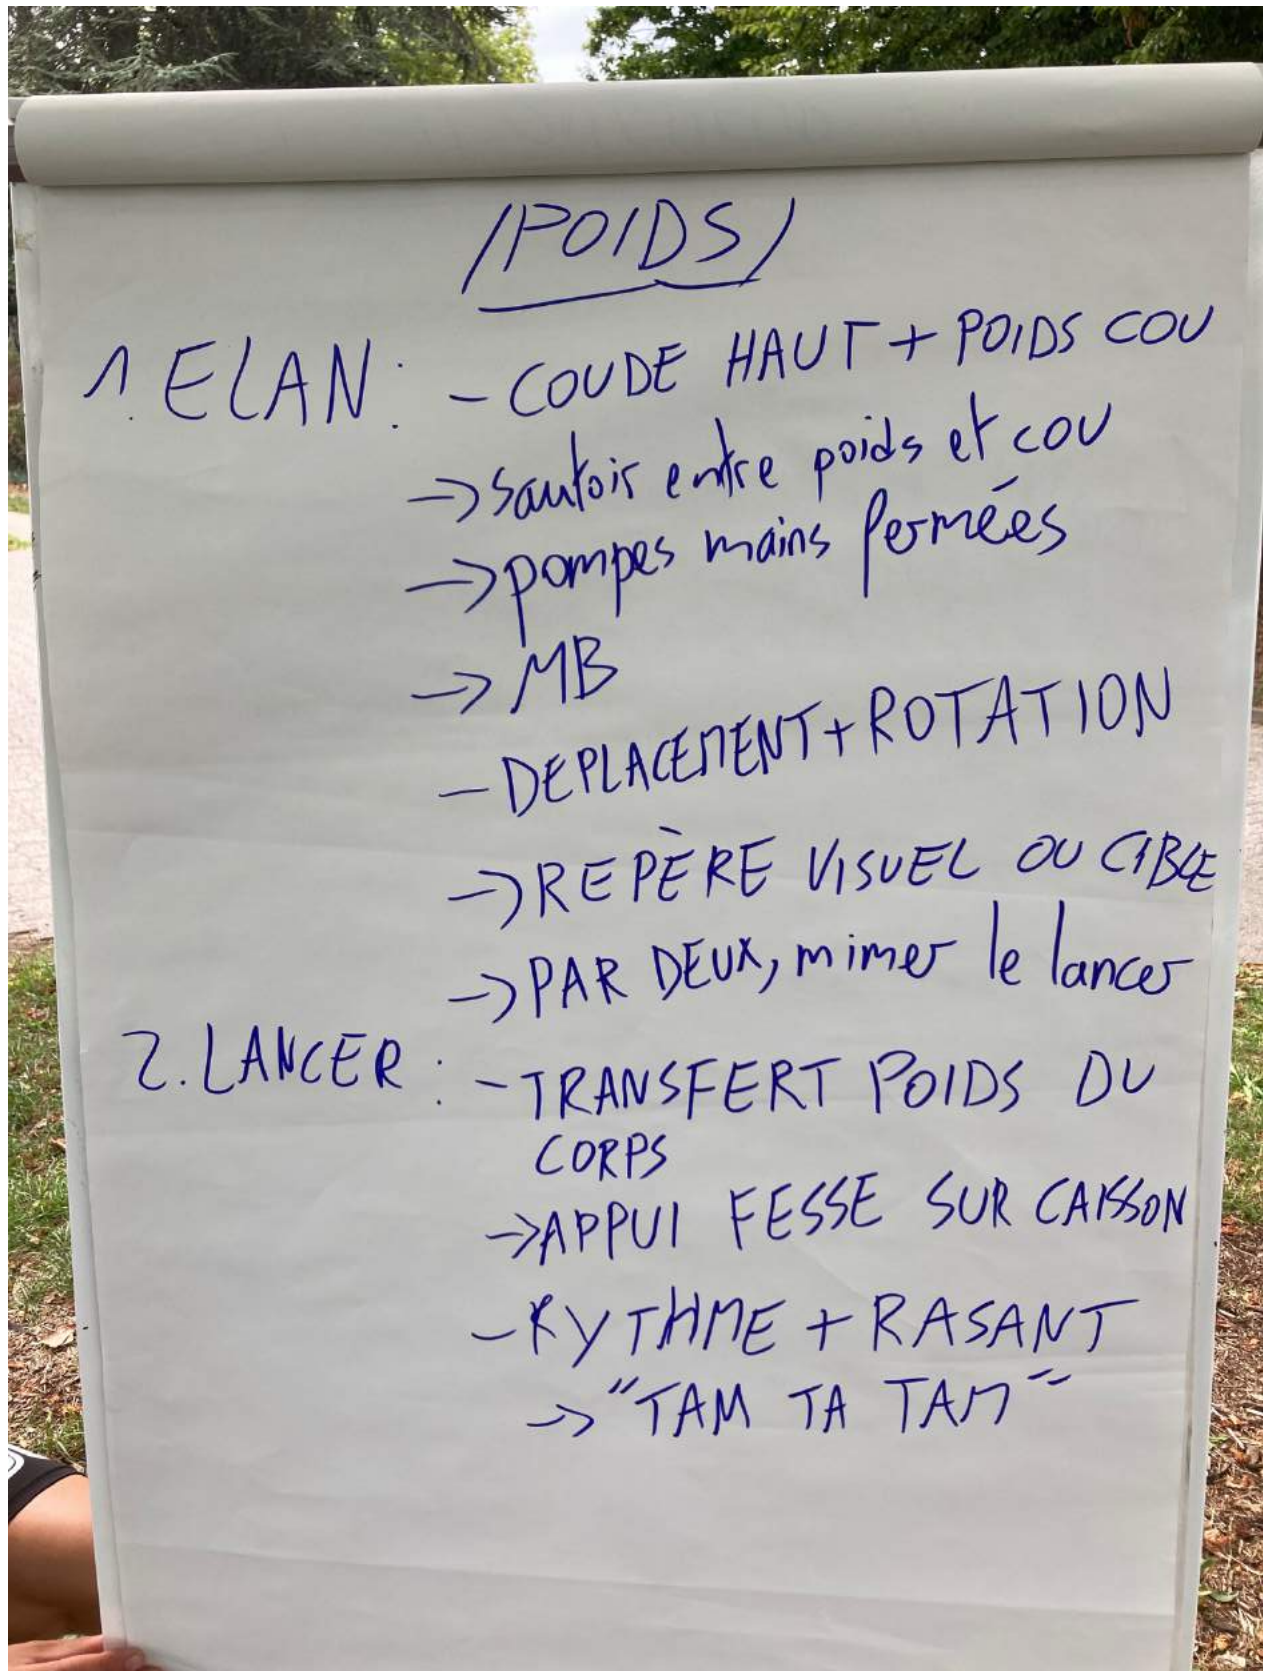 /POIDS/
1. ELAN : - COUDE HAUT + POIDS COU
-> sautoir entre poids et cou
-> pompes mains fermées
-> MB
- DEPLACEMENT + ROTATION
-> REPÈRE VISUEL OU CIBLE
-> PAR DEUX, mimer le lancer
2. LANCER : - TRANSFERT POIDS DU
CORPS
-> APPUI FESSE SUR CAISSON
- RYTHME + RASANT
-> "TAM TA TAM"